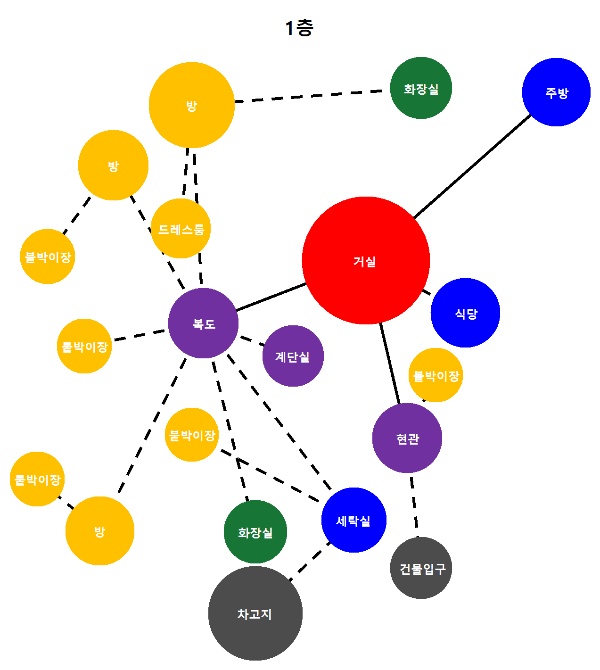 1층
방
화장실
주방
방
드레스룸
붙박이장
거실
복도
식당
붙박이장
계단실
붙박이장
붙박이장
현관
붙박이장
방
화장실
세탁실
건물입구
차고지